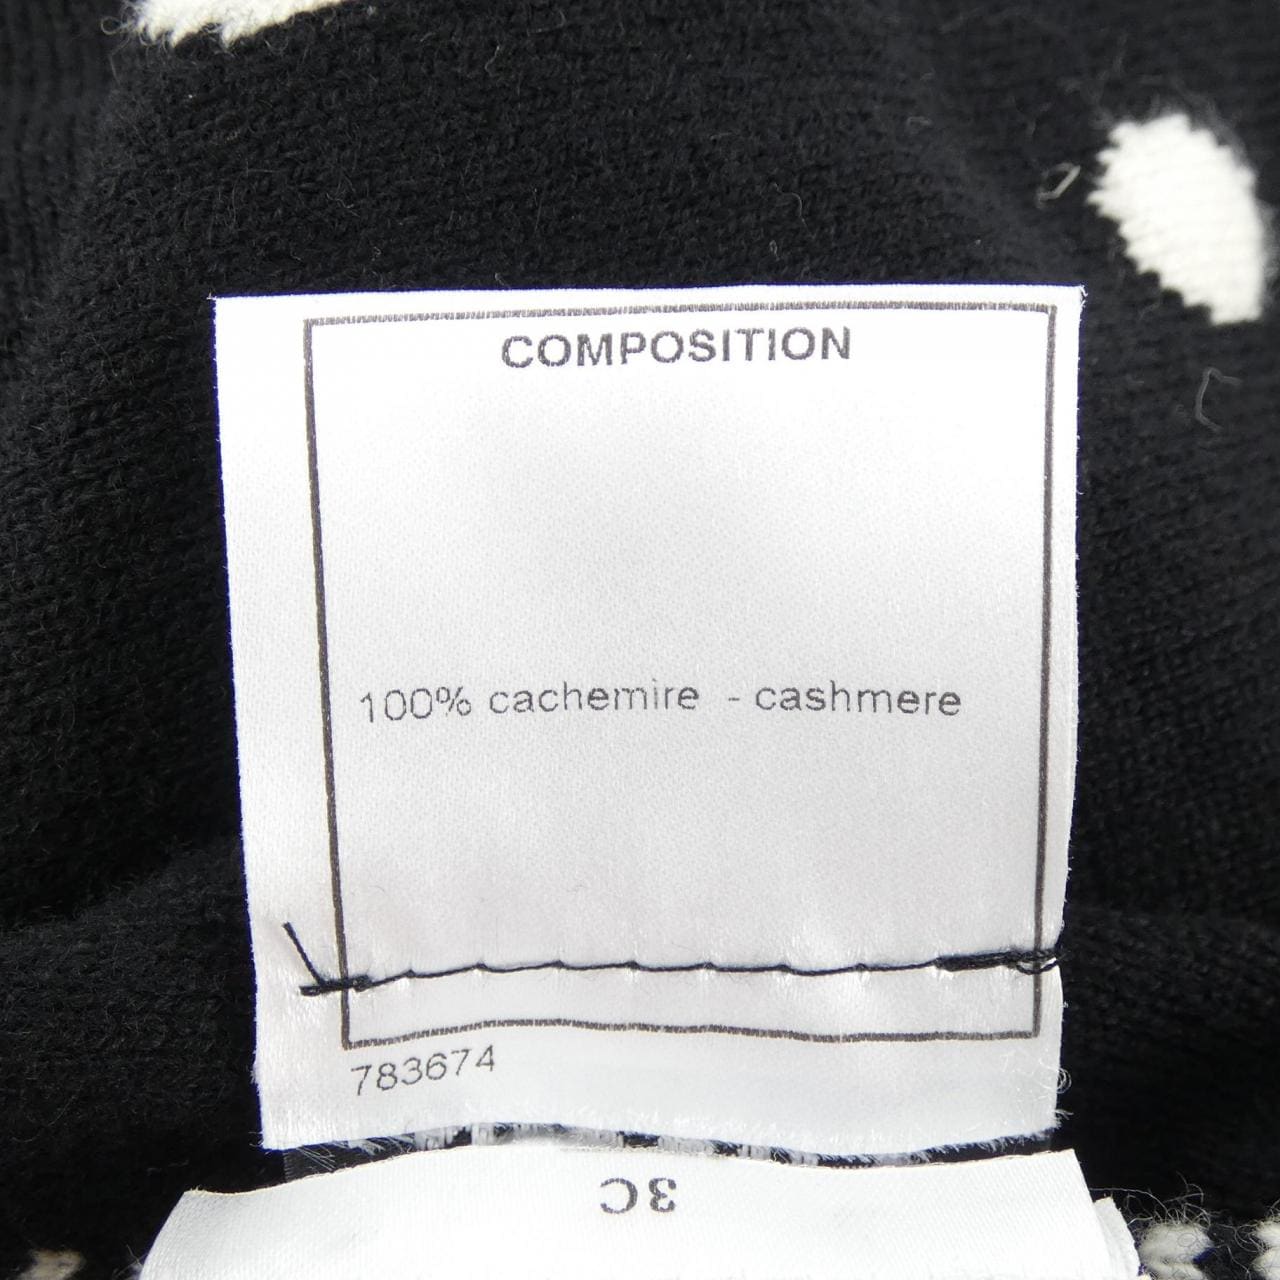 COMPOSITION
100% cachemire - cashmere
783674
3C